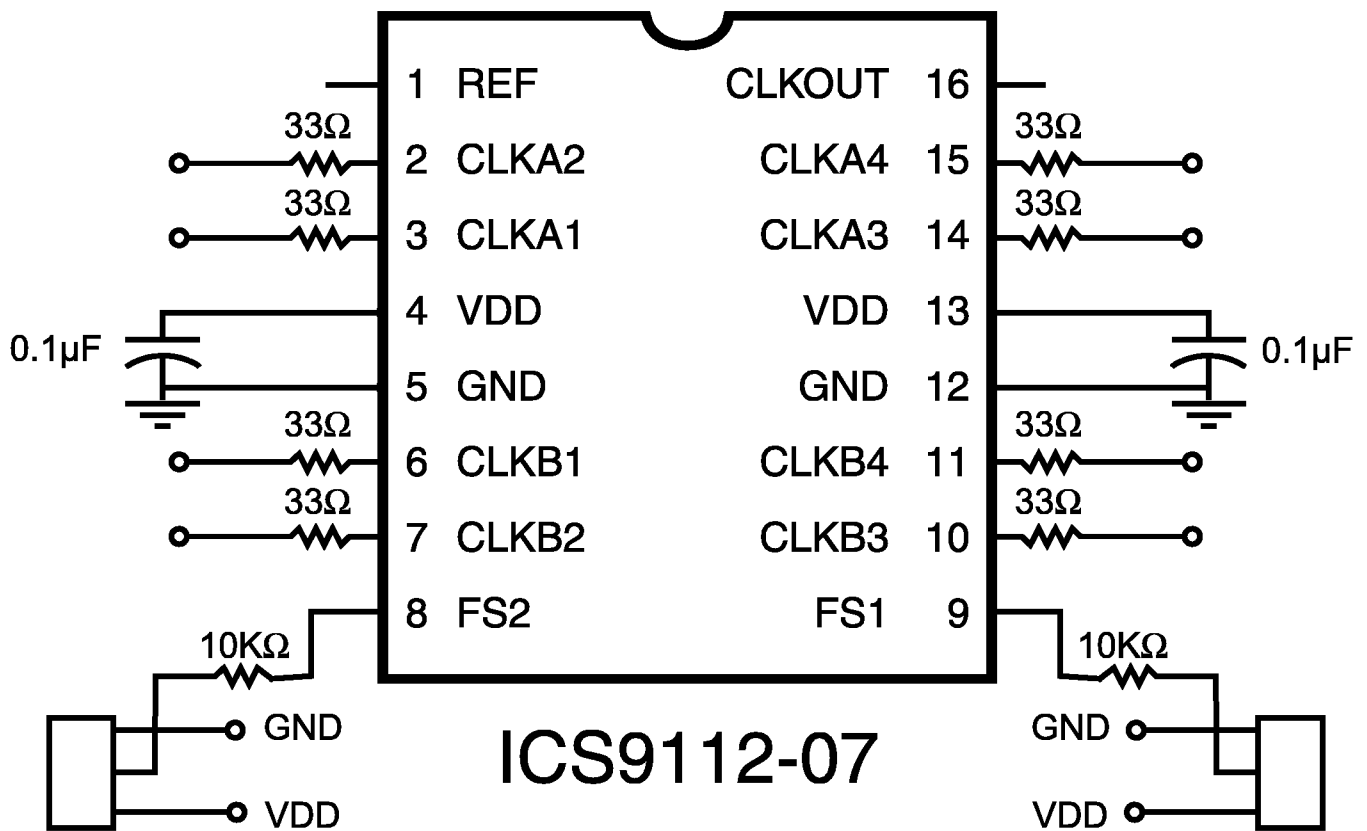 1 REF CLKOUT 16
33Ω 33Ω
2 CLKA2 CLKA4 15
33Ω 33Ω
3 CLKA1 CLKA3 14
4 VDD VDD 13
0.1µF 0.1µF
5 GND GND 12
33Ω 33Ω
6 CLKB1 CLKB4 11
33Ω 33Ω
7 CLKB2 CLKB3 10
8 FS2 FS1 9
10KΩ 10KΩ
GND GND
ICS9112-07
VDD VDD